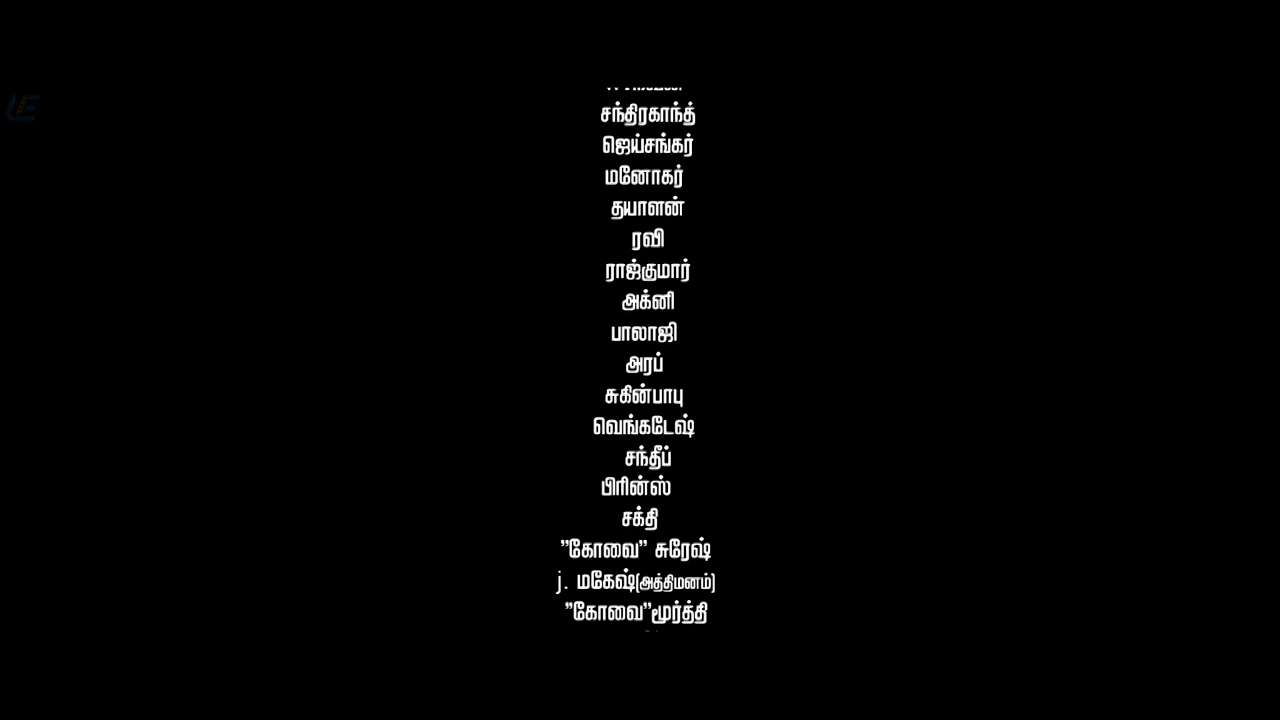 சந்திரகாந்த்
ஜெய்சங்கர்
மனோகர்
தயாளன்
ரவி
ராஜ்குமார்
அக்னி
பாலாஜி
அரப்
சுகின்பாபு
வெங்கடேஷ்
சந்தீப்
பிரின்ஸ்
சக்தி
”கோவை” சுரேஷ்
j. மகேஷ்(அத்திமனம்)
”கோவை”மூர்த்தி